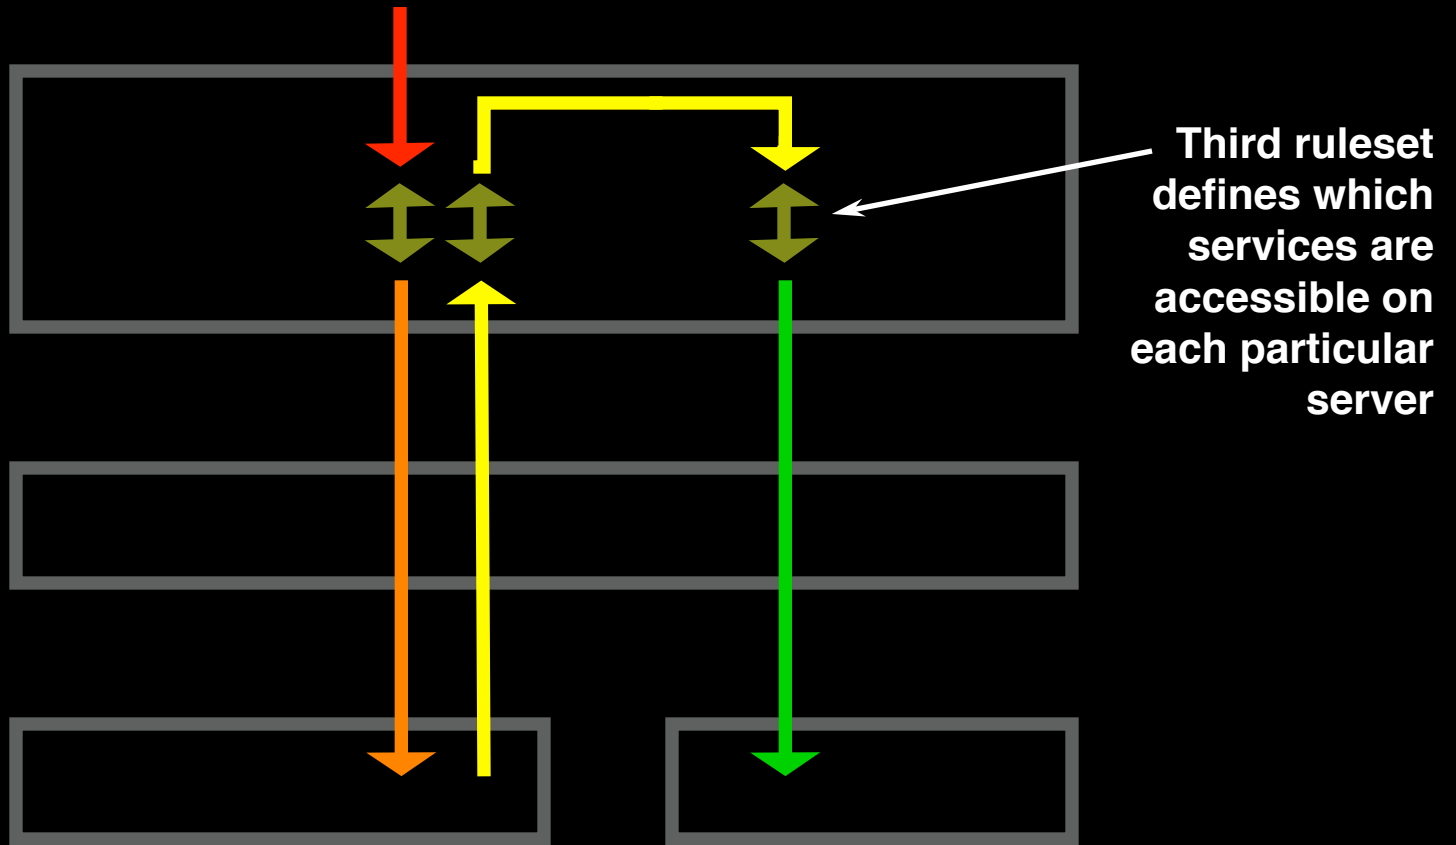 Third ruleset
defines which
services are
accessible on
each particular
server